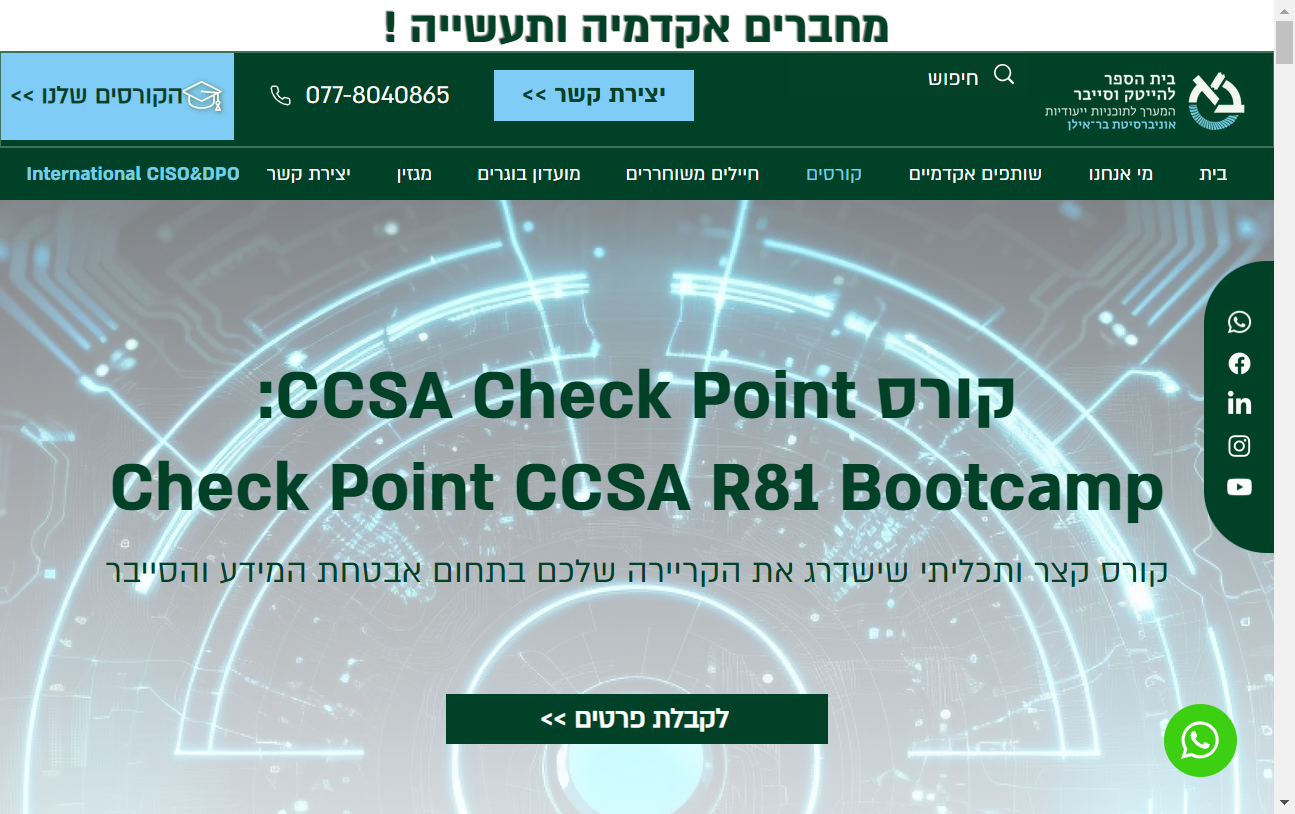 מחברים אקדמיה ותעשייה !
בית הספר
להייטק וסייבר
המערך לתוכניות ייעודיות
אוניברסיטת בר־אילן
חיפוש
יצירת קשר >>
077-8040865
הקורסים שלנו >>
בית
מי אנחנו
שותפים אקדמיים
קורסים
חיילים משוחררים
מועדון בוגרים
מגזין
יצירת קשר
International CISO&DPO
קורס CCSA Check Point:
Check Point CCSA R81 Bootcamp
קורס קצר ותכליתי שישדרג את הקריירה שלכם בתחום אבטחת המידע והסייבר
לקבלת פרטים >>